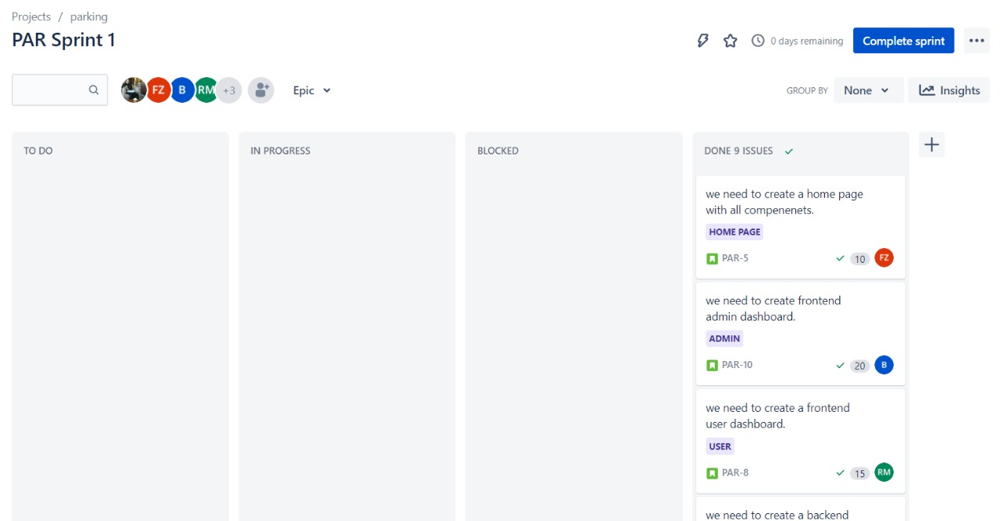 Projects / parking
PAR Sprint 1
0 days remaining
Complete sprint
FZ
B
RM
+3
Epic
GROUP BY
None
Insights
TO DO
IN PROGRESS
BLOCKED
DONE 9 ISSUES
we need to create a home page
with all compenenets.
HOME PAGE
PAR-5
10
FZ
we need to create frontend
admin dashboard.
ADMIN
PAR-10
20
B
we need to create a frontend
user dashboard.
USER
PAR-8
15
RM
we need to create a backend